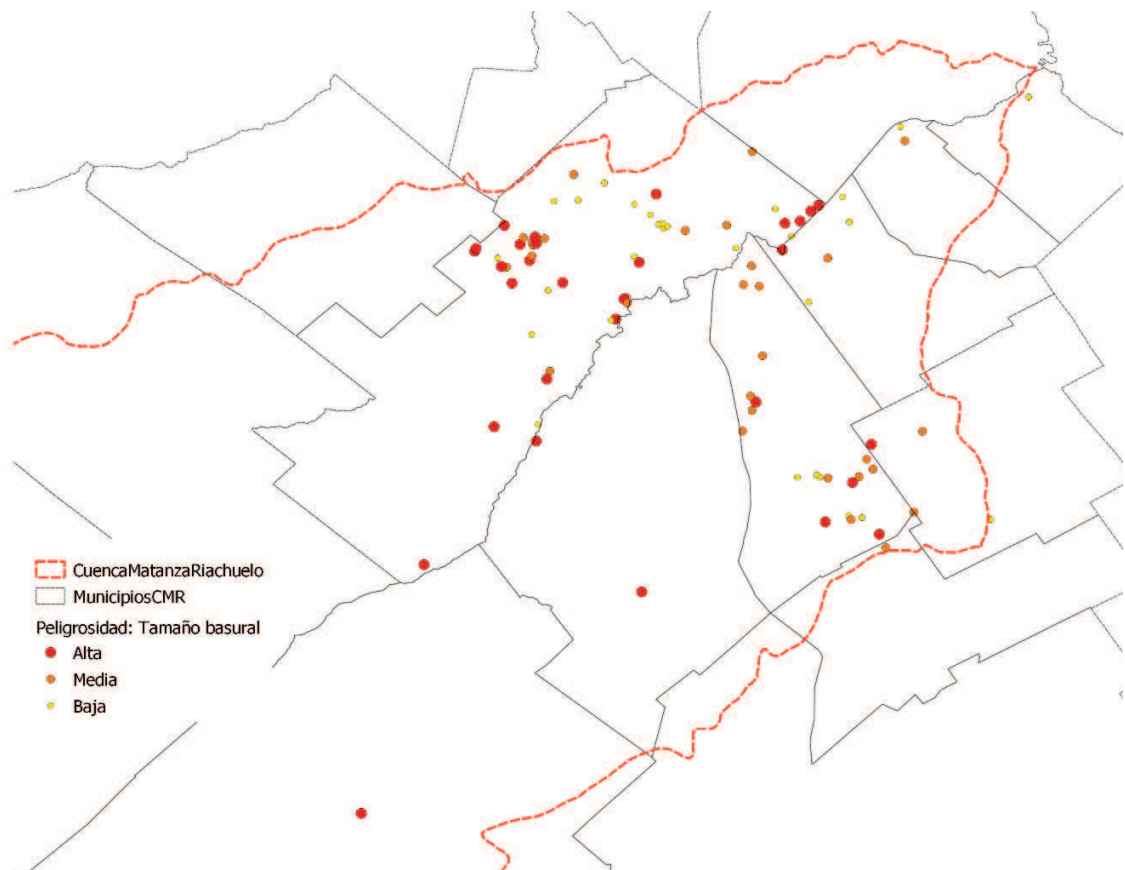 CuencaMatanzaRiachuelo
MunicipiosCMR
Peligrosidad: Tamaño basural
Alta
Media
Baja